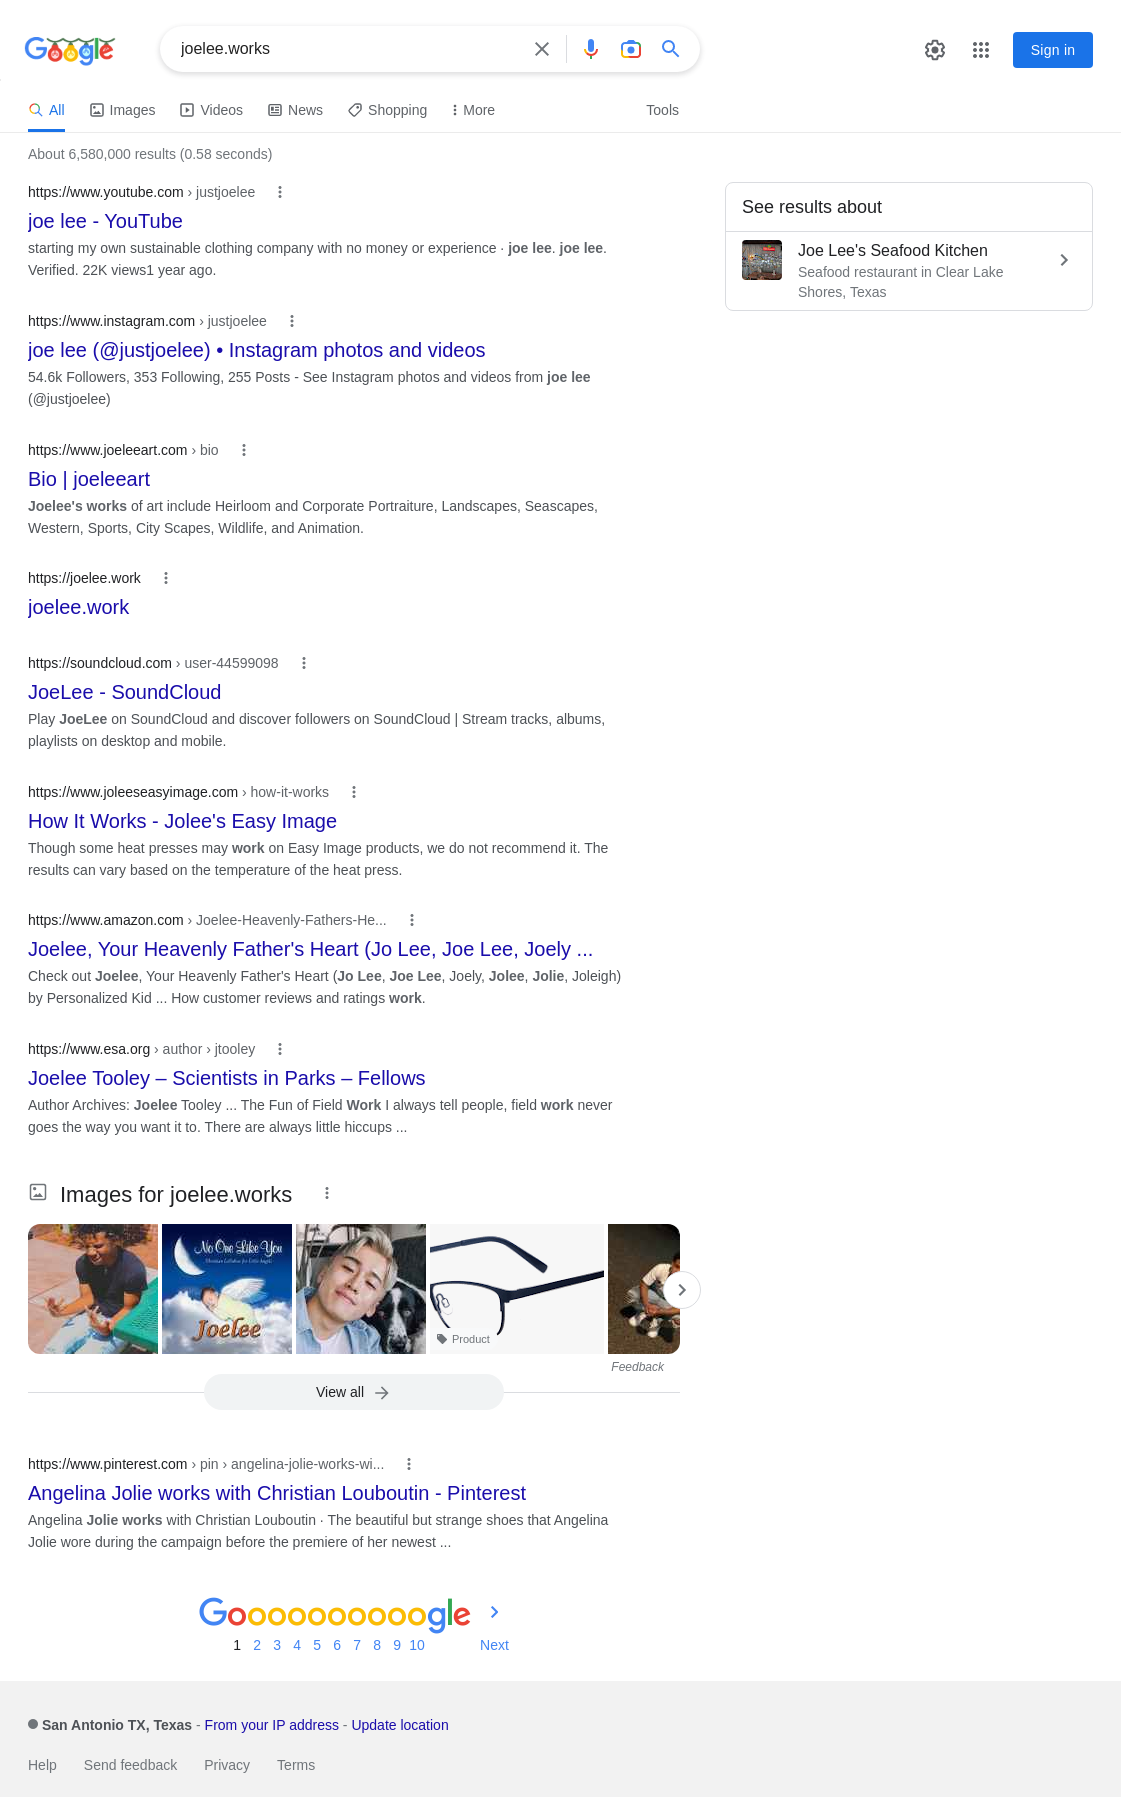 Google
joelee.works
Sign in
All
Images
Videos
News
Shopping
More
Tools
About 6,580,000 results (0.58 seconds)
https://www.youtube.com › justjoelee
joe lee - YouTube
starting my own sustainable clothing company with no money or experience · joe lee. joe lee.
Verified. 22K views1 year ago.
https://www.instagram.com › justjoelee
joe lee (@justjoelee) • Instagram photos and videos
54.6k Followers, 353 Following, 255 Posts - See Instagram photos and videos from joe lee
(@justjoelee)
https://www.joeleeart.com › bio
Bio | joeleeart
Joelee's works of art include Heirloom and Corporate Portraiture, Landscapes, Seascapes,
Western, Sports, City Scapes, Wildlife, and Animation.
https://joelee.work
joelee.work
https://soundcloud.com › user-44599098
JoeLee - SoundCloud
Play JoeLee on SoundCloud and discover followers on SoundCloud | Stream tracks, albums,
playlists on desktop and mobile.
https://www.joleeseasyimage.com › how-it-works
How It Works - Jolee's Easy Image
Though some heat presses may work on Easy Image products, we do not recommend it. The
results can vary based on the temperature of the heat press.
https://www.amazon.com › Joelee-Heavenly-Fathers-He...
Joelee, Your Heavenly Father's Heart (Jo Lee, Joe Lee, Joely ...
Check out Joelee, Your Heavenly Father's Heart (Jo Lee, Joe Lee, Joely, Jolee, Jolie, Joleigh)
by Personalized Kid ... How customer reviews and ratings work.
https://www.esa.org › author › jtooley
Joelee Tooley – Scientists in Parks – Fellows
Author Archives: Joelee Tooley ... The Fun of Field Work I always tell people, field work never
goes the way you want it to. There are always little hiccups ...
Images for joelee.works
No One Like You
Christian Lullabies for Little Angels
Joelee
Product
Feedback
View all
https://www.pinterest.com › pin › angelina-jolie-works-wi...
Angelina Jolie works with Christian Louboutin - Pinterest
Angelina Jolie works with Christian Louboutin · The beautiful but strange shoes that Angelina
Jolie wore during the campaign before the premiere of her newest ...
Goooooooooogle
1 2 3 4 5 6 7 8 9 10 Next
See results about
Joe Lee's Seafood Kitchen
Seafood restaurant in Clear Lake
Shores, Texas
San Antonio TX, Texas - From your IP address - Update location
Help Send feedback Privacy Terms